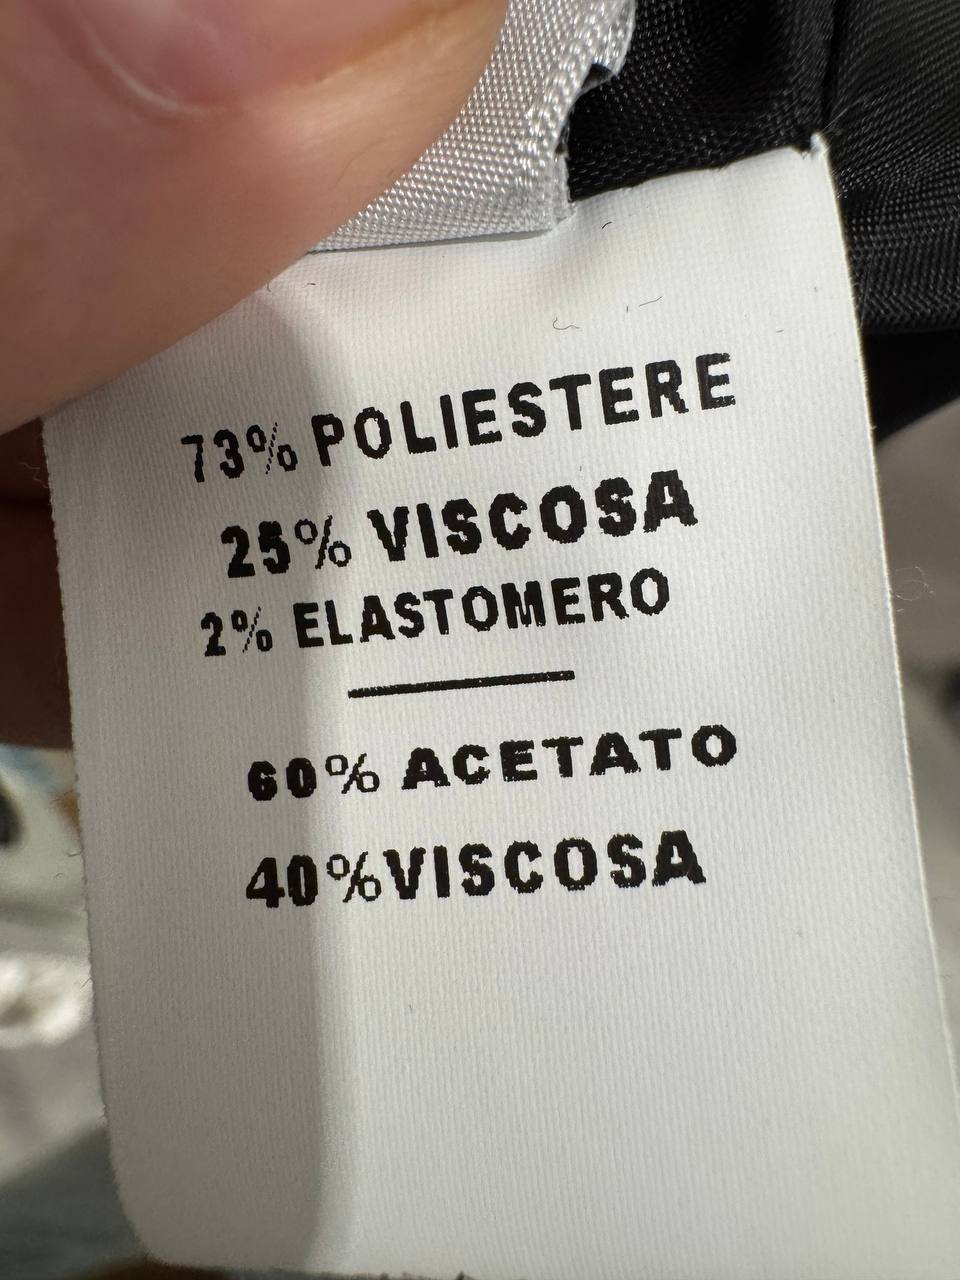 73% POLIESTERE
25% VISCOSA
2% ELASTOMERO
60% ACETATO
40%VISCOSA